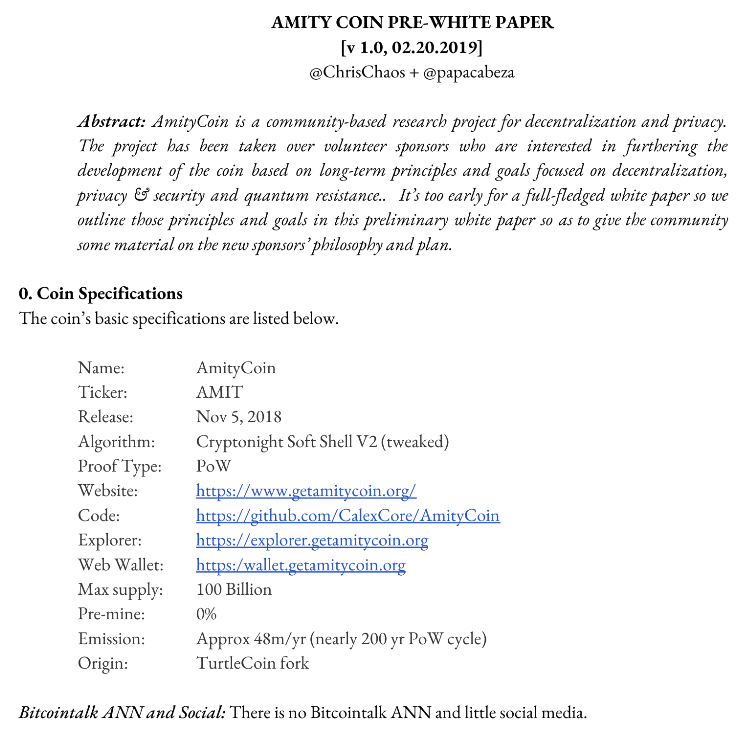 AMITY COIN PRE-WHITE PAPER
[v 1.0, 02.20.2019]
@ChrisChaos + @papacabeza
Abstract: AmityCoin is a community-based research project for decentralization and privacy.
The project has been taken over volunteer sponsors who are interested in furthering the
development of the coin based on long-term principles and goals focused on decentralization,
privacy & security and quantum resistance.. It's too early for a full-fledged white paper so we
outline those principles and goals in this preliminary white paper so as to give the community
some material on the new sponsors' philosophy and plan.
0. Coin Specifications
The coin's basic specifications are listed below.
Name: AmityCoin
Ticker: AMIT
Release: Nov 5, 2018
Algorithm: Cryptonight Soft Shell V2 (tweaked)
Proof Type: PoW
Website: https://www.getamitycoin.org/
Code: https://github.com/CalexCore/AmityCoin
Explorer: https://explorer.getamitycoin.org
Web Wallet: https:/wallet.getamitycoin.org
Max supply: 100 Billion
Pre-mine: 0%
Emission: Approx 48m/yr (nearly 200 yr PoW cycle)
Origin: TurtleCoin fork
Bitcointalk ANN and Social: There is no Bitcointalk ANN and little social media.